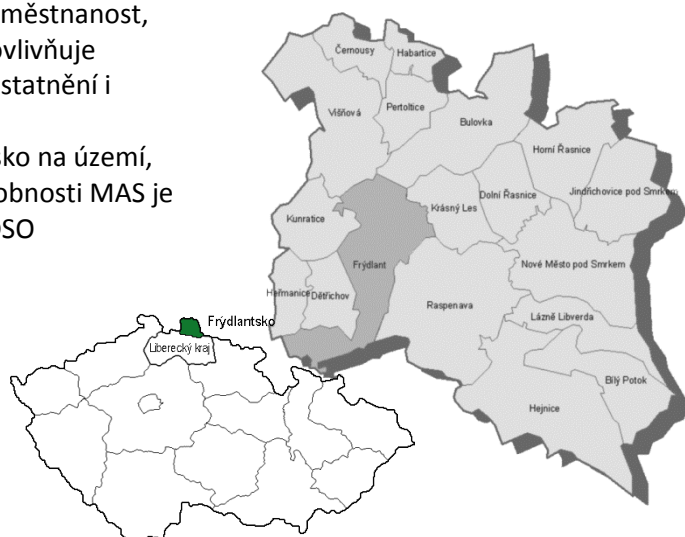 městnanost,
ovlivňuje
statnění i
sko na území,
obnosti MAS je
OSO
Černousy
Habartice
Višňová
Pertoltice
Bulovka
Horní Řasnice
Jindřichovice pod Smrkem
Dolní Řasnice
Krásný Les
Kunratice
Frýdlant
Nové Město pod Smrkem
Heřmanice
Dětřichov
Raspenava
Lázně Libverda
Bílý Potok
Hejnice
Frýdlantsko
Liberecký kraj